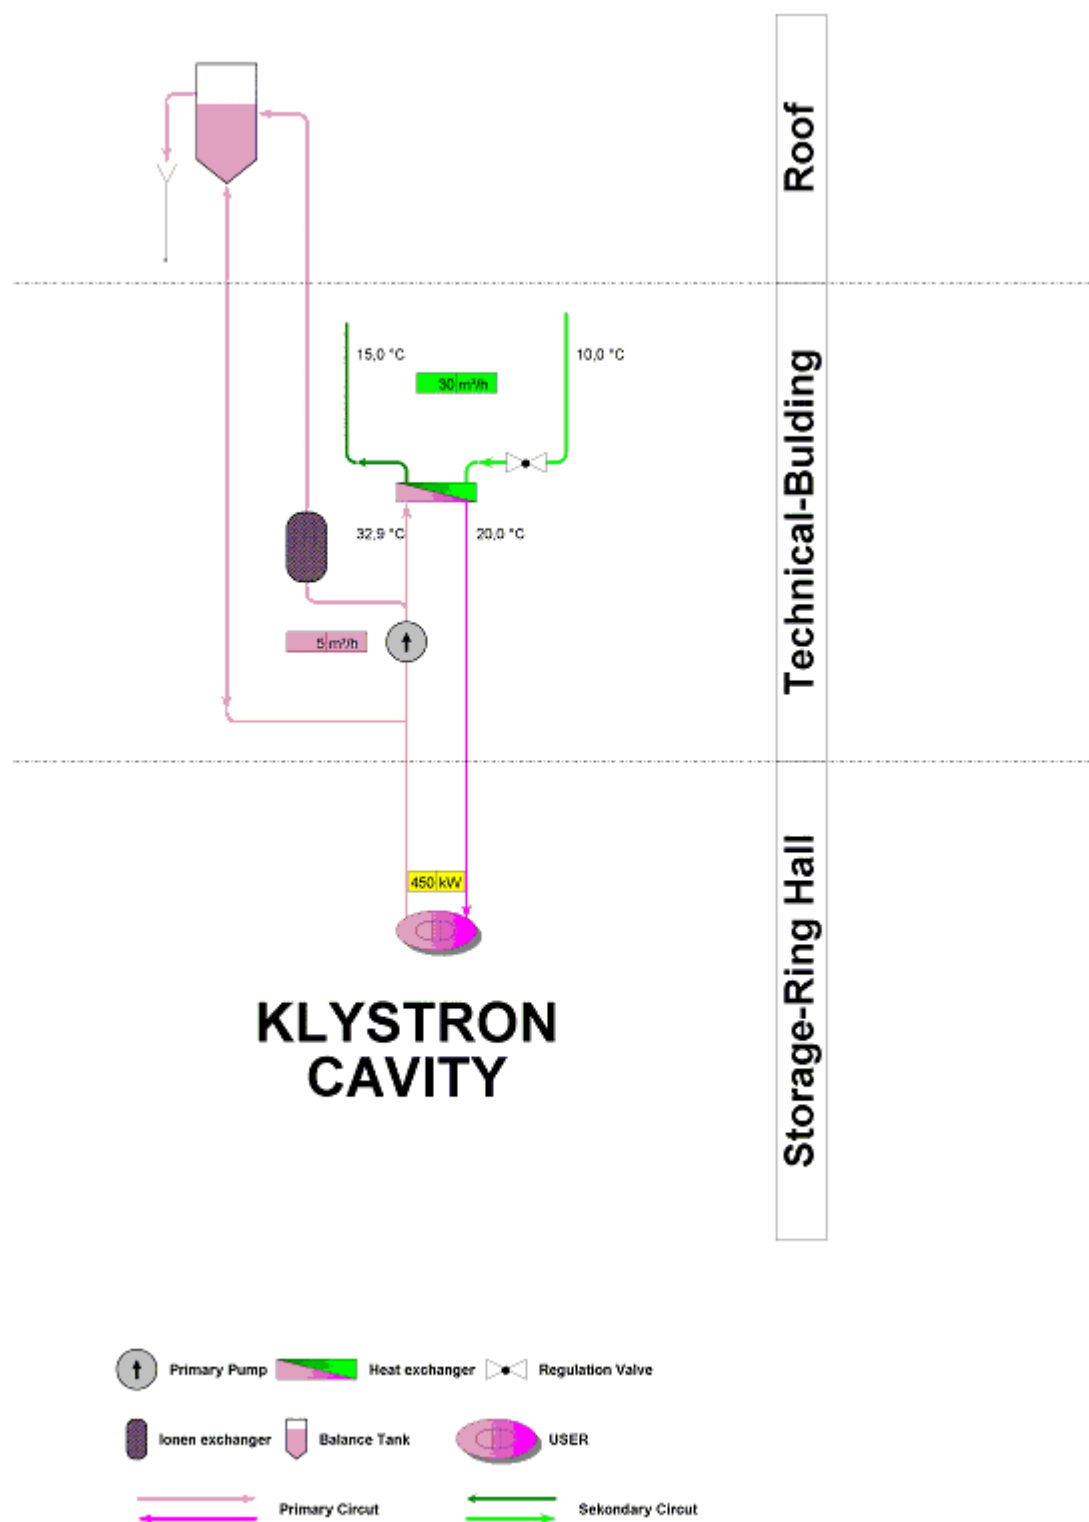 Roof
15,0 °C
10,0 °C
30 m³/h
Technical-Bulding
32,9 °C
20,0 °C
5 m³/h
450 kW
Storage-Ring Hall
KLYSTRON
CAVITY
Primary Pump
Heat exchanger
Regulation Valve
Ionen exchanger
Balance Tank
USER
Primary Circut
Sekondary Circut